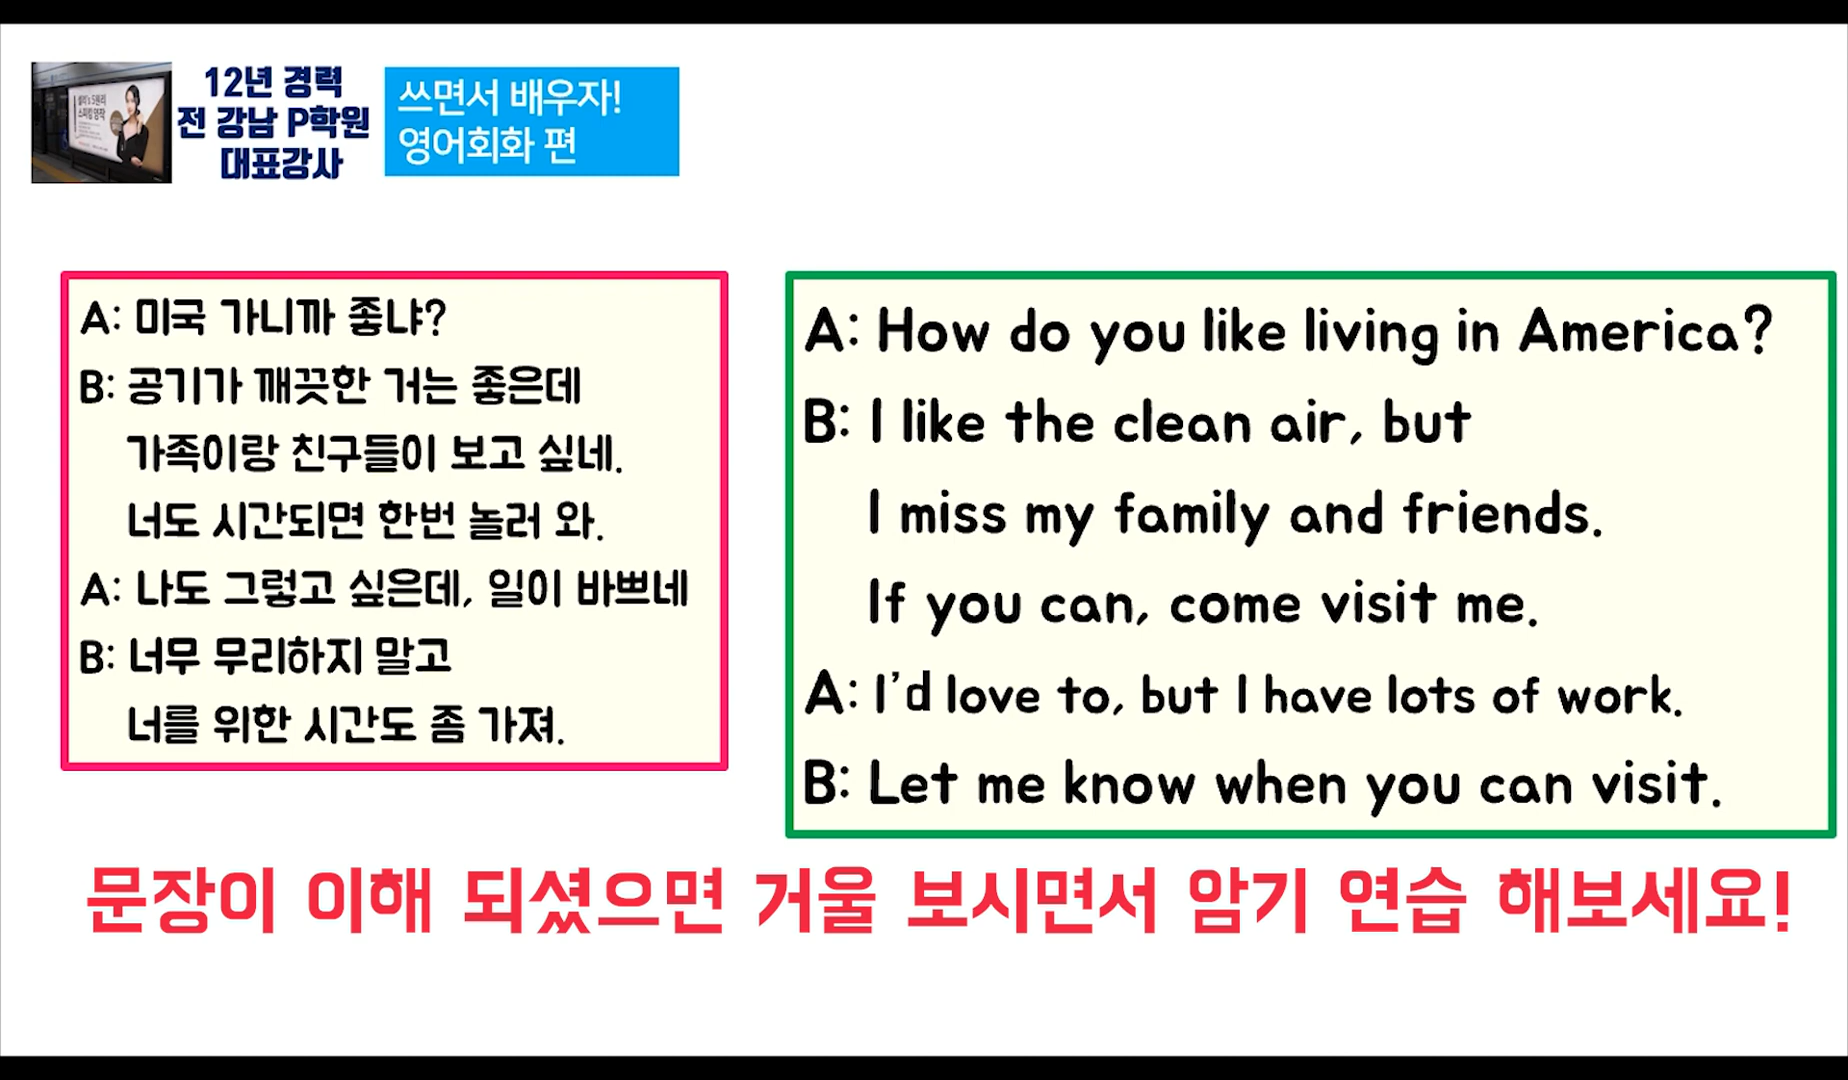 12년 경력
전 강남 P학원
대표강사
쓰면서 배우자!
영어회화 편
A: 미국 가니까 좋냐?
B: 공기가 깨끗한 거는 좋은데
가족이랑 친구들이 보고 싶네.
너도 시간되면 한번 놀러 와.
A: 나도 그렇고 싶은데, 일이 바쁘네
B: 너무 무리하지 말고
너를 위한 시간도 좀 가져.
A: How do you like living in America?
B: I like the clean air, but
I miss my family and friends.
If you can, come visit me.
A: I'd love to, but I have lots of work.
B: Let me know when you can visit.
문장이 이해 되셨으면 거울 보시면서 암기 연습 해보세요!